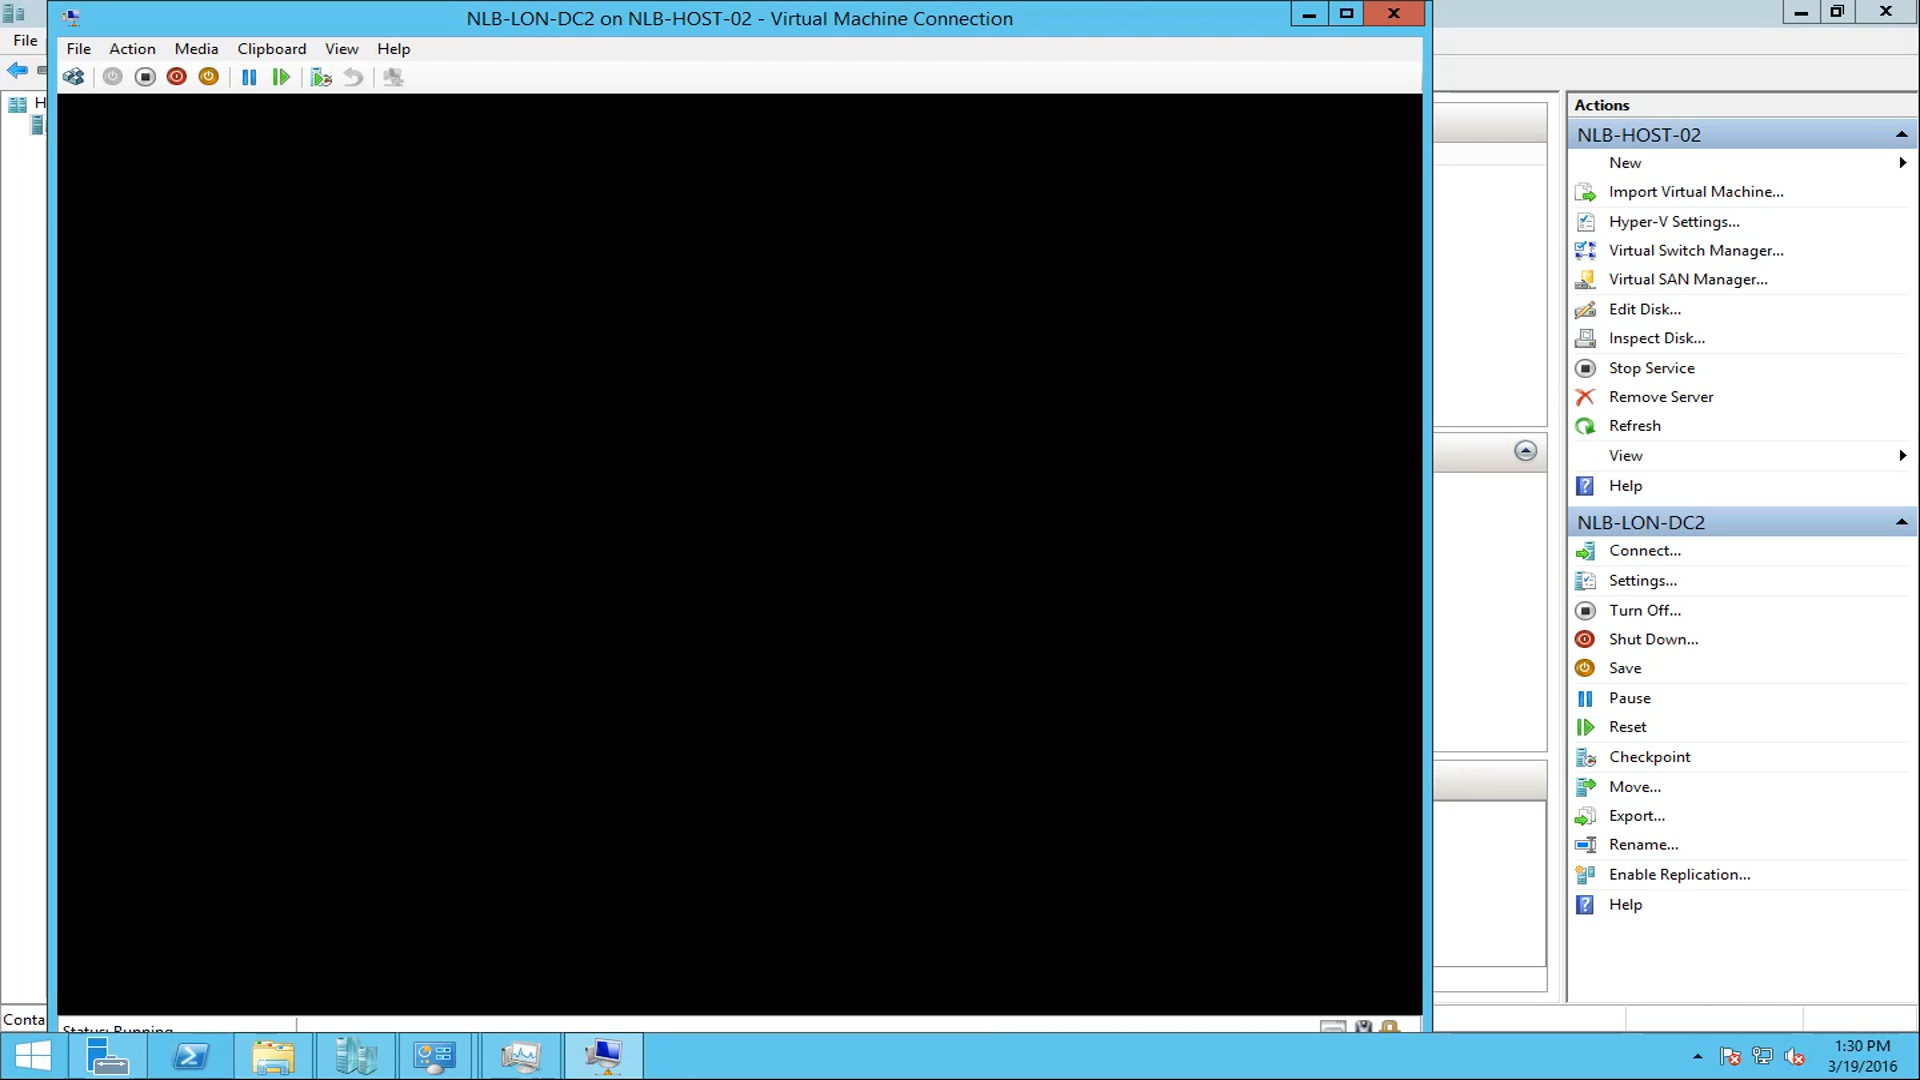 NLB-LON-DC2 on NLB-HOST-02 - Virtual Machine Connection
File
File Action Media Clipboard View Help
H
Actions
NLB-HOST-02
New
Import Virtual Machine...
Hyper-V Settings...
Virtual Switch Manager...
Virtual SAN Manager...
Edit Disk...
Inspect Disk...
Stop Service
Remove Server
Refresh
View
Help
NLB-LON-DC2
Connect...
Settings...
Turn Off...
Shut Down...
Save
Pause
Reset
Checkpoint
Move...
Export...
Rename...
Enable Replication...
Help
Conta
Status: Running
1:30 PM
3/19/2016